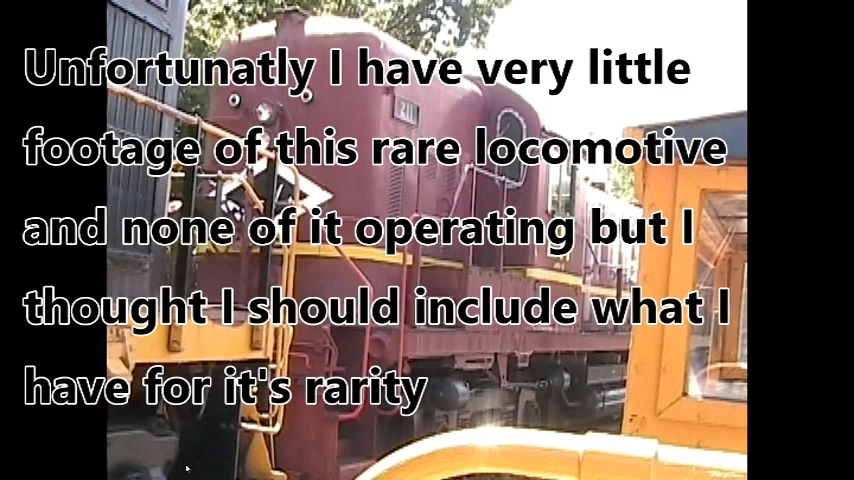 Unfortunatly I have very little
footage of this rare locomotive
and none of it operating but I
thought I should include what I
have for it's rarity
211